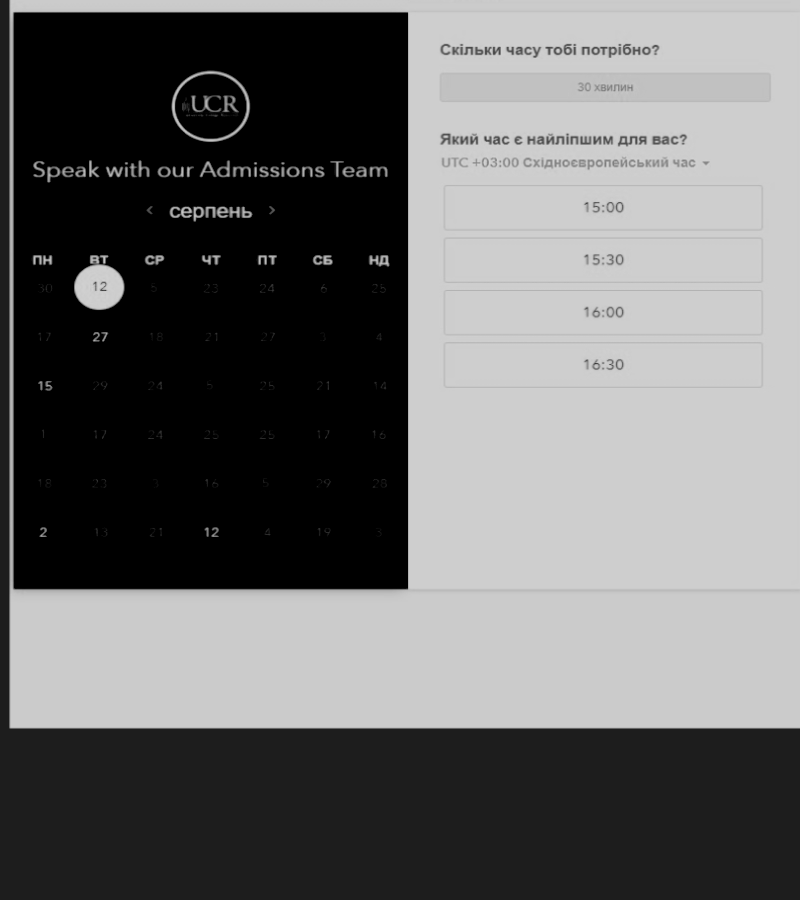 UCR
Speak with our Admissions Team
< серпень >
ПН ВТ СР ЧТ ПТ СБ НД
30 12 5 23 24 6 25
17 27 18 21 27 3 4
15 29 24 5 25 21 14
1 17 24 25 25 17 16
18 23 3 16 5 29 28
2 13 21 12 4 19 3
Скільки часу тобі потрібно?
30 хвилин
Який час є найліпшим для вас?
UTC +03:00 Східноєвропейський час
15:00
15:30
16:00
16:30